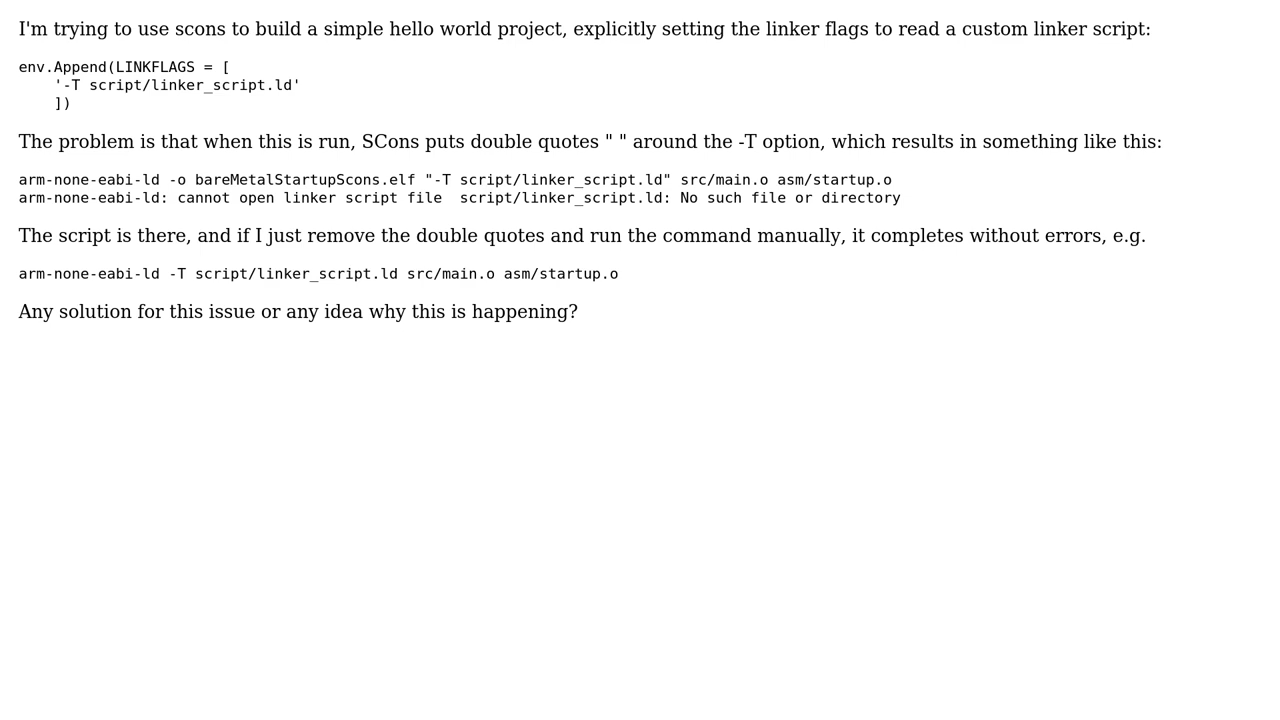 I'm trying to use scons to build a simple hello world project, explicitly setting the linker flags to read a custom linker script:
env.Append(LINKFLAGS = [
    '-T script/linker_script.ld'
    ])
The problem is that when this is run, SCons puts double quotes " " around the -T option, which results in something like this:
arm-none-eabi-ld -o bareMetalStartupScons.elf "-T script/linker_script.ld" src/main.o asm/startup.o
arm-none-eabi-ld: cannot open linker script file  script/linker_script.ld: No such file or directory
The script is there, and if I just remove the double quotes and run the command manually, it completes without errors, e.g.
arm-none-eabi-ld -T script/linker_script.ld src/main.o asm/startup.o
Any solution for this issue or any idea why this is happening?